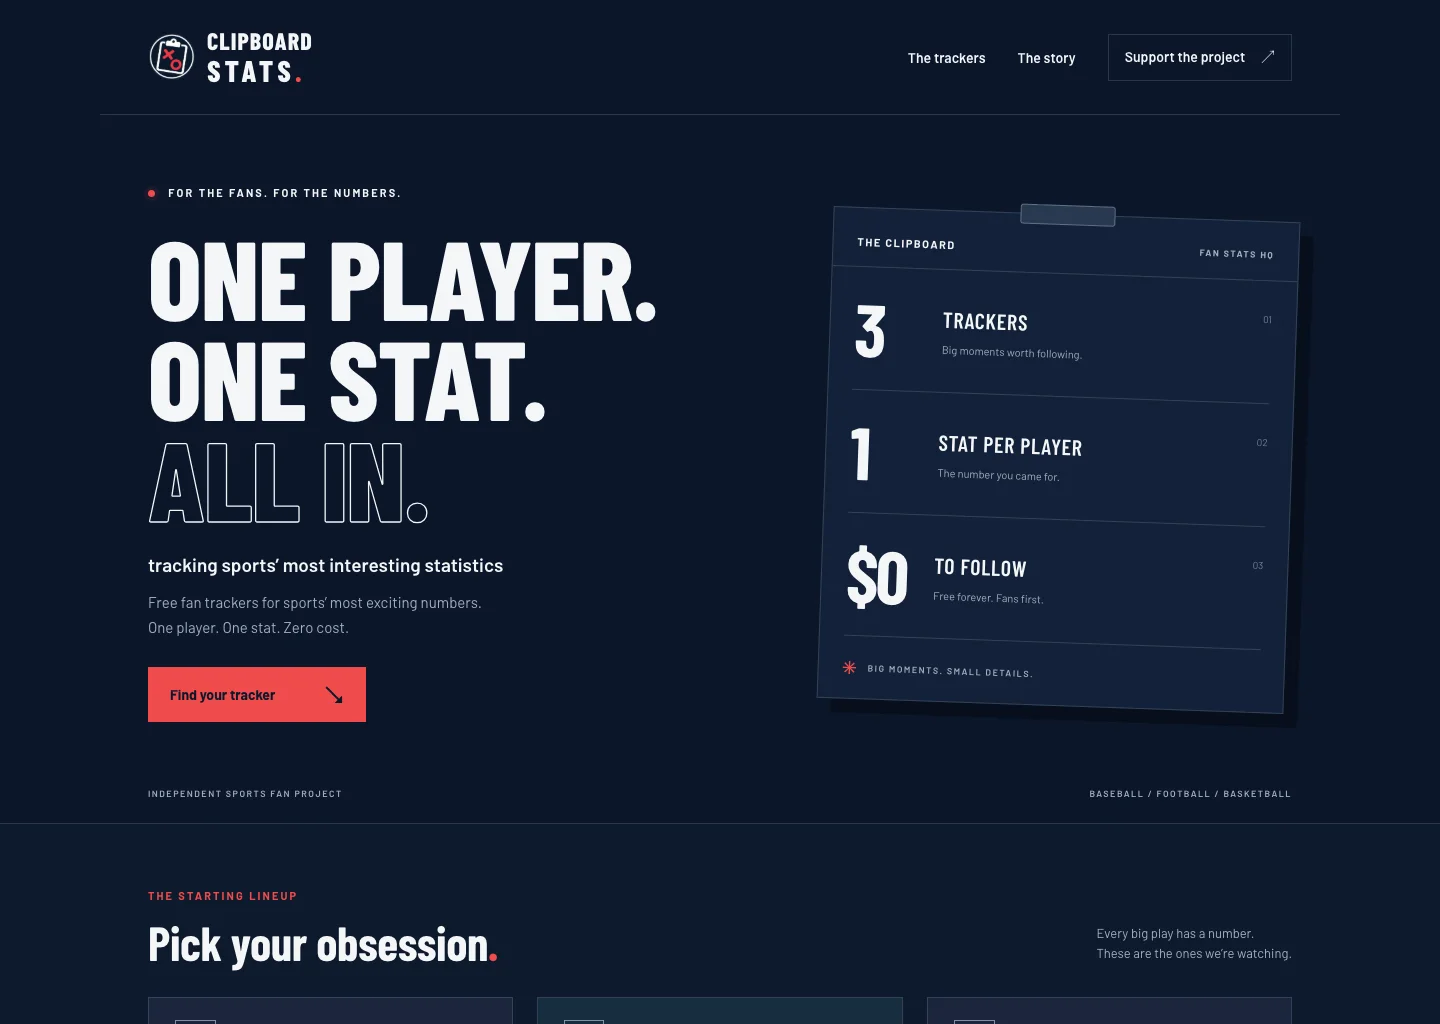 CLIPBOARD
STATS.
The trackers
The story
Support the project
FOR THE FANS. FOR THE NUMBERS.
ONE PLAYER.
ONE STAT.
ALL IN.
tracking sports’ most interesting statistics
Free fan trackers for sports’ most exciting numbers.
One player. One stat. Zero cost.
Find your tracker
THE CLIPBOARD
FAN STATS HQ
3
TRACKERS
01
Big moments worth following.
1
STAT PER PLAYER
02
The number you came for.
$0
TO FOLLOW
03
Free forever. Fans first.
BIG MOMENTS. SMALL DETAILS.
INDEPENDENT SPORTS FAN PROJECT
BASEBALL / FOOTBALL / BASKETBALL
THE STARTING LINEUP
Pick your obsession.
Every big play has a number.
These are the ones we’re watching.